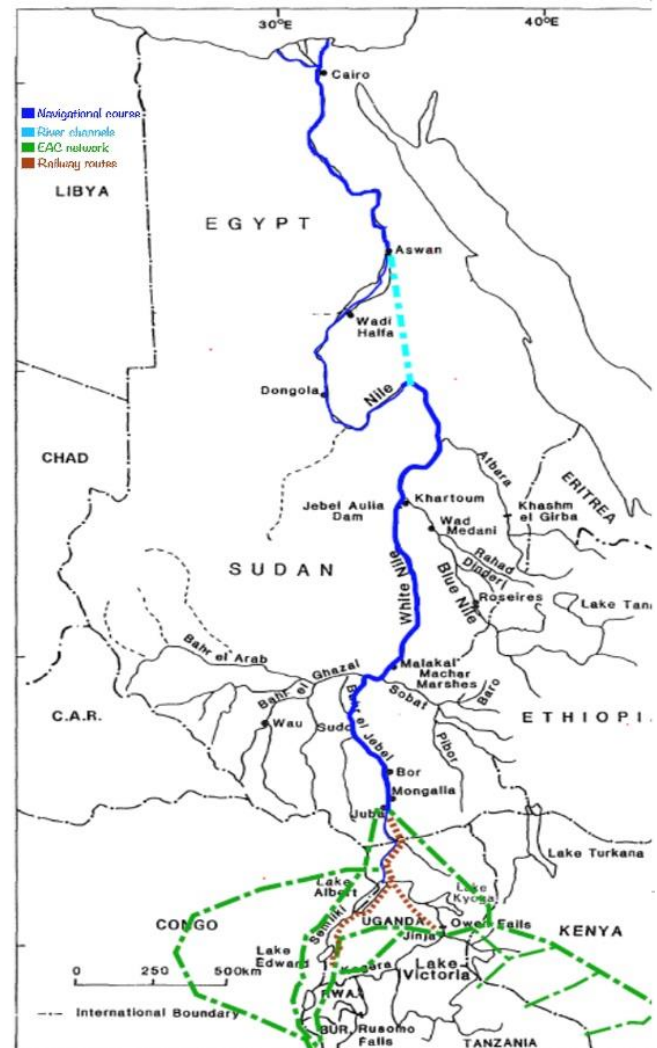 30°E
40°E
Cairo
Navigational course
River channels
EAC network
Railway routes
LIBYA
EGYPT
Aswan
Wadi
Halfa
Dongola
Nile
CHAD
Atbara
ERITREA
Jebel Aulia
Dam
Khartoum
Khashm
el Girba
Wad
Medani
SUDAN
White Nile
Rahad
Dinderl
Blue Nile
Roseires
Lake Tan
Bahr el Arab
Bahr el Ghazal
Malakal
Machar
Marshes
Sobat
Baro
C.A.R.
ETHIOPI
Wau
Sudd
Bahr el Jebel
Pibor
Bor
Mongalla
Juba
Lake Turkana
Lake
Albert
Lake
Kyoga
CONGO
Semliki
UGANDA
Owen Falls
KENYA
Jinja
Lake
Edward
0 250 500km
Kagera
Lake
Victoria
RWA.
International Boundary
BUR.
Rusomo
Falls
TANZANIA